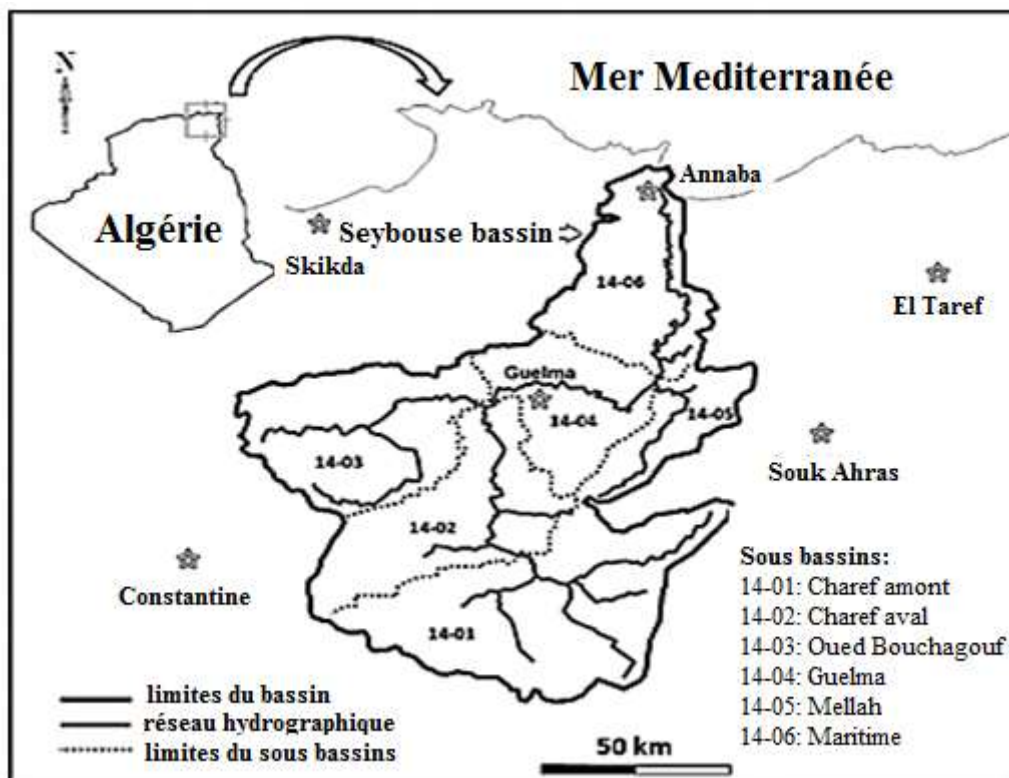 N
Mer Mediterranée
Annaba
Algérie
Seybouse bassin
Skikda
14-06
El Taref
Guelma
14-04
14-05
14-03
Souk Ahras
14-02
Constantine
14-01
Sous bassins:
14-01: Charef amont
14-02: Charef aval
14-03: Oued Bouchagouf
14-04: Guelma
14-05: Mellah
14-06: Maritime
limites du bassin
réseau hydrographique
limites du sous bassins
50 km